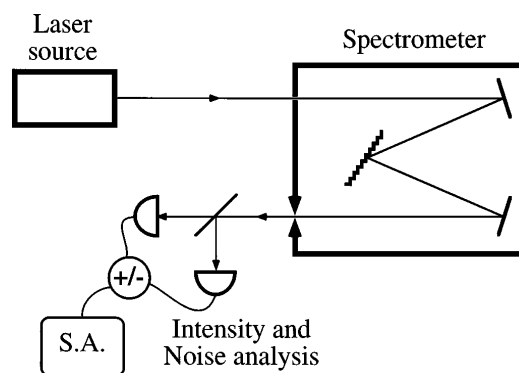 Laser
source
Spectrometer
+/-
S.A.
Intensity and
Noise analysis